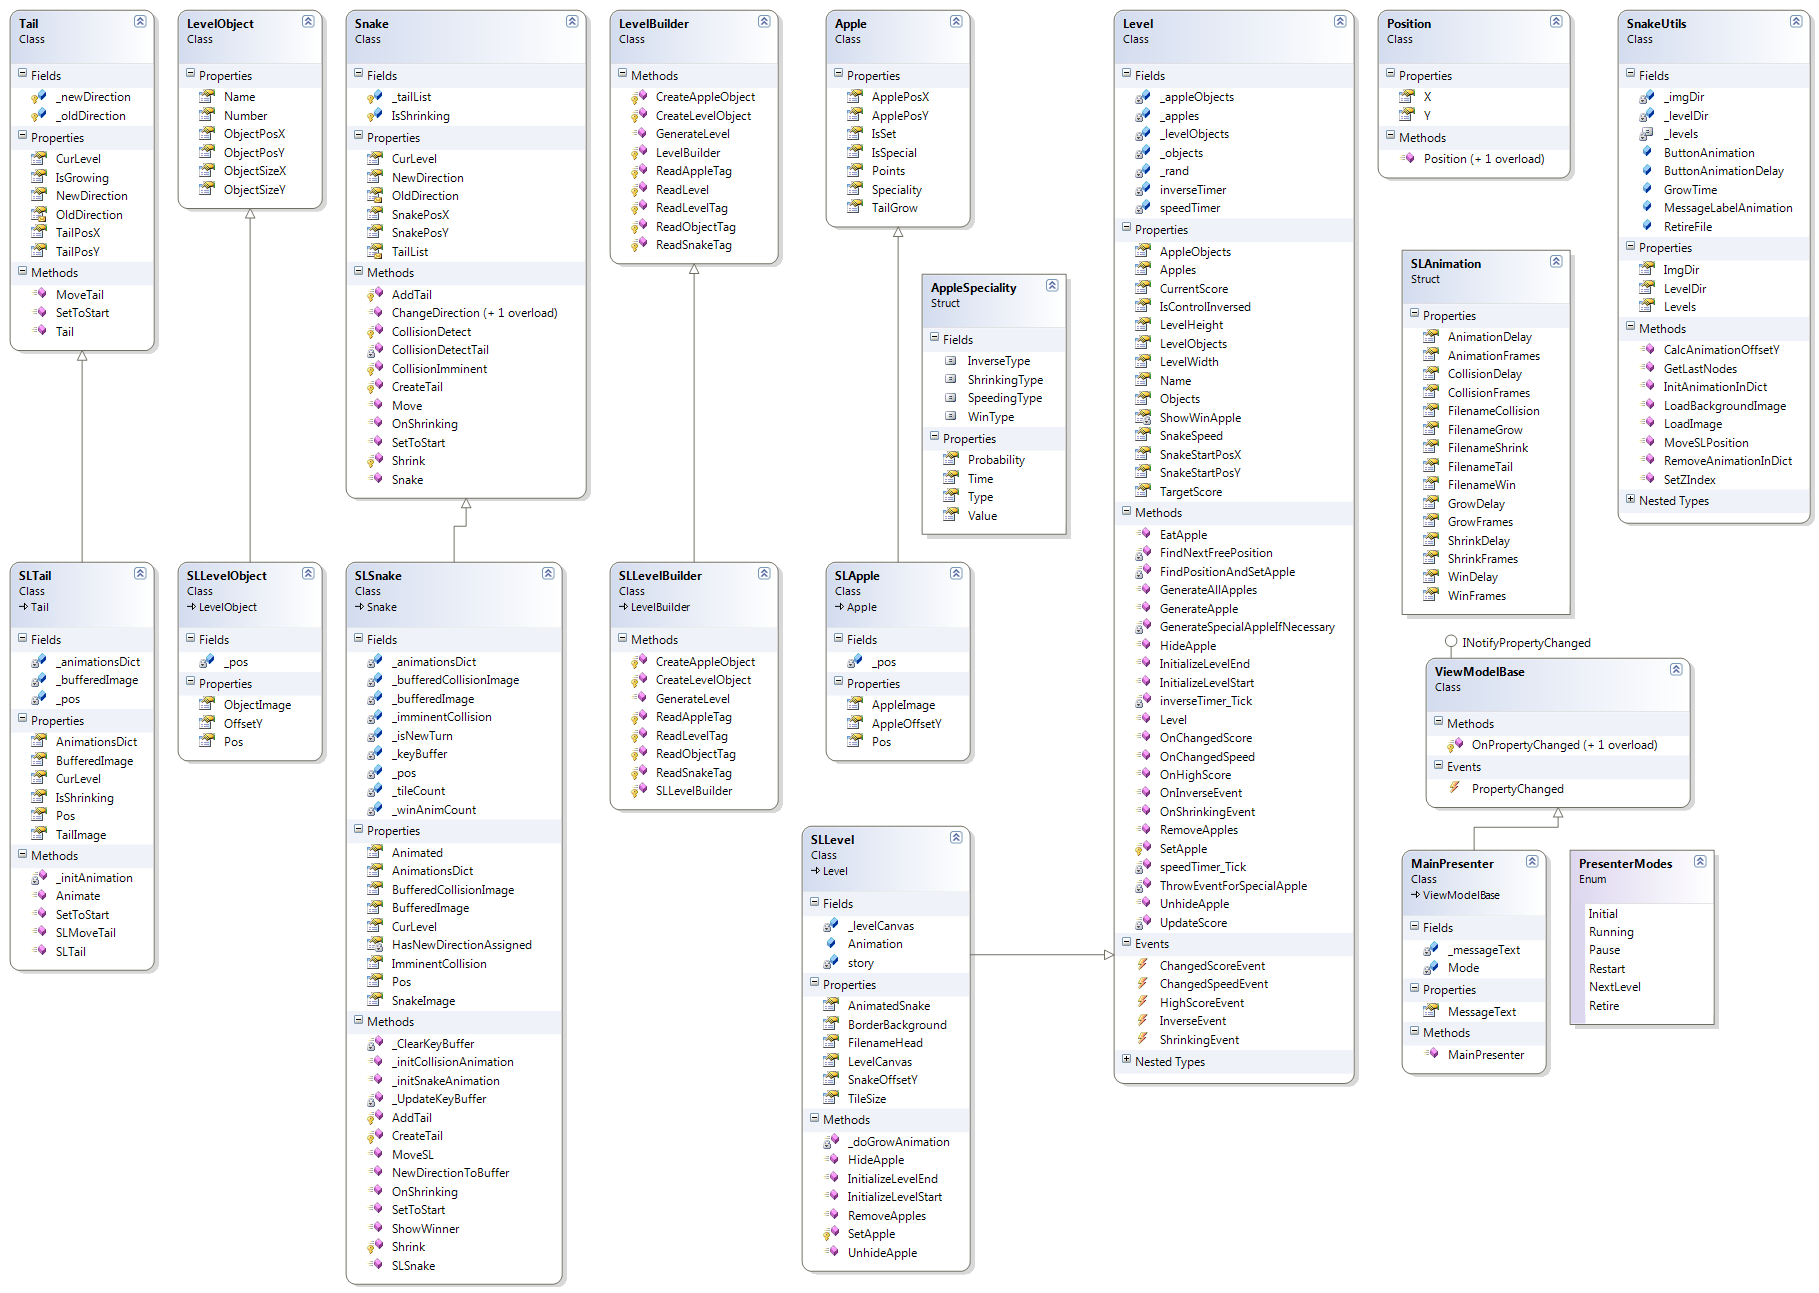 Tail
Class
Fields
_newDirection
_oldDirection
Properties
CurLevel
IsGrowing
NewDirection
OldDirection
TailPosX
TailPosY
Methods
MoveTail
SetToStart
Tail
LevelObject
Class
Properties
Name
Number
ObjectPosX
ObjectPosY
ObjectSizeX
ObjectSizeY
Snake
Class
Fields
_tailList
IsShrinking
Properties
CurLevel
NewDirection
OldDirection
SnakePosX
SnakePosY
TailList
Methods
AddTail
ChangeDirection (+ 1 overload)
CollisionDetect
CollisionDetectTail
CollisionImminent
CreateTail
Move
OnShrinking
SetToStart
Shrink
Snake
LevelBuilder
Class
Methods
CreateAppleObject
CreateLevelObject
GenerateLevel
LevelBuilder
ReadAppleTag
ReadLevel
ReadLevelTag
ReadObjectTag
ReadSnakeTag
Apple
Class
Properties
ApplePosX
ApplePosY
IsSet
IsSpecial
Points
Speciality
TailGrow
AppleSpeciality
Struct
Fields
InverseType
ShrinkingType
SpeedingType
WinType
Properties
Probability
Time
Type
Value
Level
Class
Fields
_appleObjects
_apples
_levelObjects
_objects
_rand
inverseTimer
speedTimer
Properties
AppleObjects
Apples
CurrentScore
IsControlInversed
LevelHeight
LevelObjects
LevelWidth
Name
Objects
ShowWinApple
SnakeSpeed
SnakeStartPosX
SnakeStartPosY
TargetScore
Methods
EatApple
FindNextFreePosition
FindPositionAndSetApple
GenerateAllApples
GenerateApple
GenerateSpecialAppleIfNecessary
HideApple
InitializeLevelEnd
InitializeLevelStart
inverseTimer_Tick
Level
OnChangedScore
OnChangedSpeed
OnHighScore
OnInverseEvent
OnShrinkingEvent
RemoveApples
SetApple
speedTimer_Tick
ThrowEventForSpecialApple
UnhideApple
UpdateScore
Events
ChangedScoreEvent
ChangedSpeedEvent
HighScoreEvent
InverseEvent
ShrinkingEvent
Nested Types
Position
Class
Properties
X
Y
Methods
Position (+ 1 overload)
SnakeUtils
Class
Fields
_imgDir
_levelDir
_levels
ButtonAnimation
ButtonAnimationDelay
GrowTime
MessageLabelAnimation
RetireFile
Properties
ImgDir
LevelDir
Levels
Methods
CalcAnimationOffsetY
GetLastNodes
InitAnimationInDict
LoadBackgroundImage
LoadImage
MoveSLPosition
RemoveAnimationInDict
SetZIndex
Nested Types
SLAnimation
Struct
Properties
AnimationDelay
AnimationFrames
CollisionDelay
CollisionFrames
FilenameCollision
FilenameGrow
FilenameShrink
FilenameTail
FilenameWin
GrowDelay
GrowFrames
ShrinkDelay
ShrinkFrames
WinDelay
WinFrames
SLTail
Class
Tail
Fields
_animationsDict
_bufferedImage
_pos
Properties
AnimationsDict
BufferedImage
CurLevel
IsShrinking
Pos
TailImage
Methods
_initAnimation
Animate
SetToStart
SLMoveTail
SLTail
SLLevelObject
Class
LevelObject
Fields
_pos
Properties
ObjectImage
OffsetY
Pos
SLSnake
Class
Snake
Fields
_animationsDict
_bufferedCollisionImage
_bufferedImage
_imminentCollision
_isNewTurn
_keyBuffer
_pos
_tileCount
_winAnimCount
Properties
Animated
AnimationsDict
BufferedCollisionImage
BufferedImage
CurLevel
HasNewDirectionAssigned
ImminentCollision
Pos
SnakeImage
Methods
_ClearKeyBuffer
_initCollisionAnimation
_initSnakeAnimation
_UpdateKeyBuffer
AddTail
CreateTail
MoveSL
NewDirectionToBuffer
OnShrinking
SetToStart
ShowWinner
Shrink
SLSnake
SLLevelBuilder
Class
LevelBuilder
Methods
CreateAppleObject
CreateLevelObject
GenerateLevel
ReadAppleTag
ReadLevelTag
ReadObjectTag
ReadSnakeTag
SLLevelBuilder
SLApple
Class
Apple
Fields
_pos
Properties
AppleImage
AppleOffsetY
Pos
SLLevel
Class
Level
Fields
_levelCanvas
Animation
story
Properties
AnimatedSnake
BorderBackground
FilenameHead
LevelCanvas
SnakeOffsetY
TileSize
Methods
_doGrowAnimation
HideApple
InitializeLevelEnd
InitializeLevelStart
RemoveApples
SetApple
UnhideApple
INotifyPropertyChanged
ViewModelBase
Class
Methods
OnPropertyChanged (+ 1 overload)
Events
PropertyChanged
MainPresenter
Class
ViewModelBase
Fields
_messageText
Mode
Properties
MessageText
Methods
MainPresenter
PresenterModes
Enum
Initial
Running
Pause
Restart
NextLevel
Retire